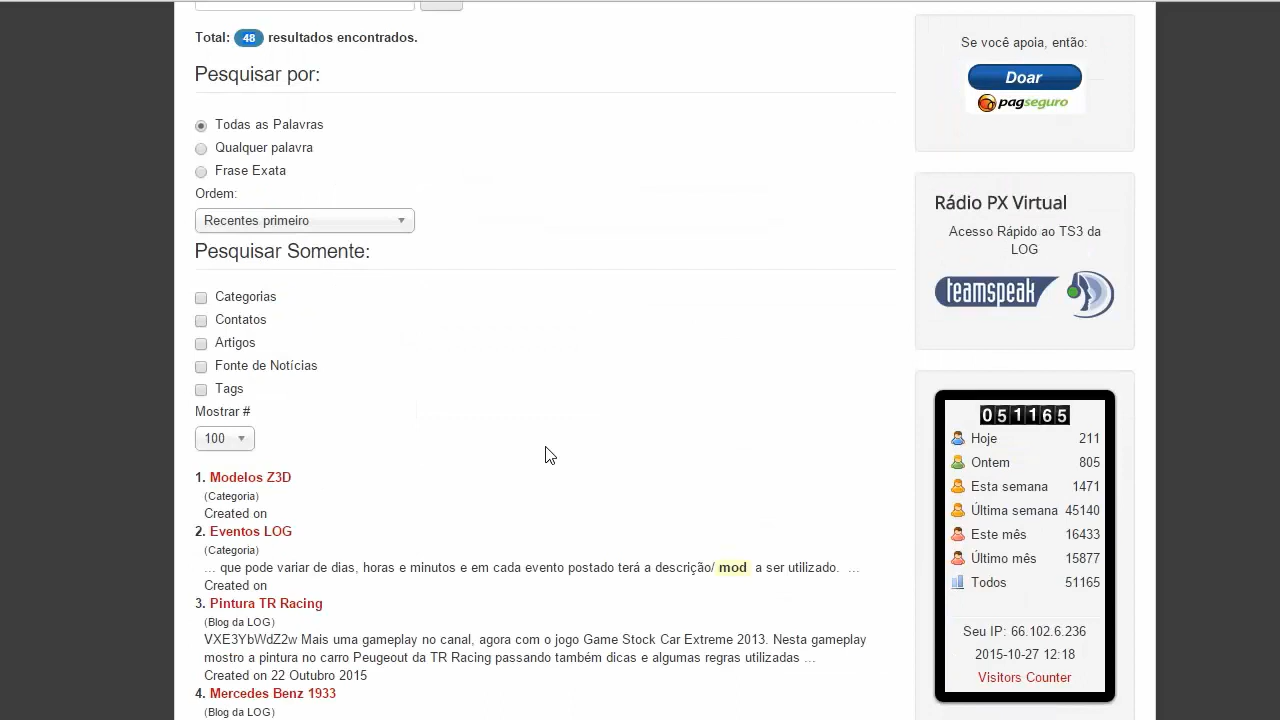 Total: 48 resultados encontrados.
Pesquisar por:
Todas as Palavras
Qualquer palavra
Frase Exata
Ordem:
Recentes primeiro
Pesquisar Somente:
Categorias
Contatos
Artigos
Fonte de Notícias
Tags
Mostrar #
100
1. Modelos Z3D
(Categoria)
Created on
2. Eventos LOG
(Categoria)
... que pode variar de dias, horas e minutos e em cada evento postado terá a descrição/ mod a ser utilizado. ...
Created on
3. Pintura TR Racing
(Blog da LOG)
VXE3YbWdZ2w Mais uma gameplay no canal, agora com o jogo Game Stock Car Extreme 2013. Nesta gameplay
mostro a pintura no carro Peugeot da TR Racing passando também dicas e algumas regras utilizadas ...
Created on 22 Outubro 2015
4. Mercedes Benz 1933
(Blog da LOG)
Se você apoia, então:
Doar
pagseguro
Rádio PX Virtual
Acesso Rápido ao TS3 da
LOG
teamspeak
051165
Hoje 211
Ontem 805
Esta semana 1471
Última semana 45140
Este mês 16433
Último mês 15877
Todos 51165
Seu IP: 66.102.6.236
2015-10-27 12:18
Visitors Counter